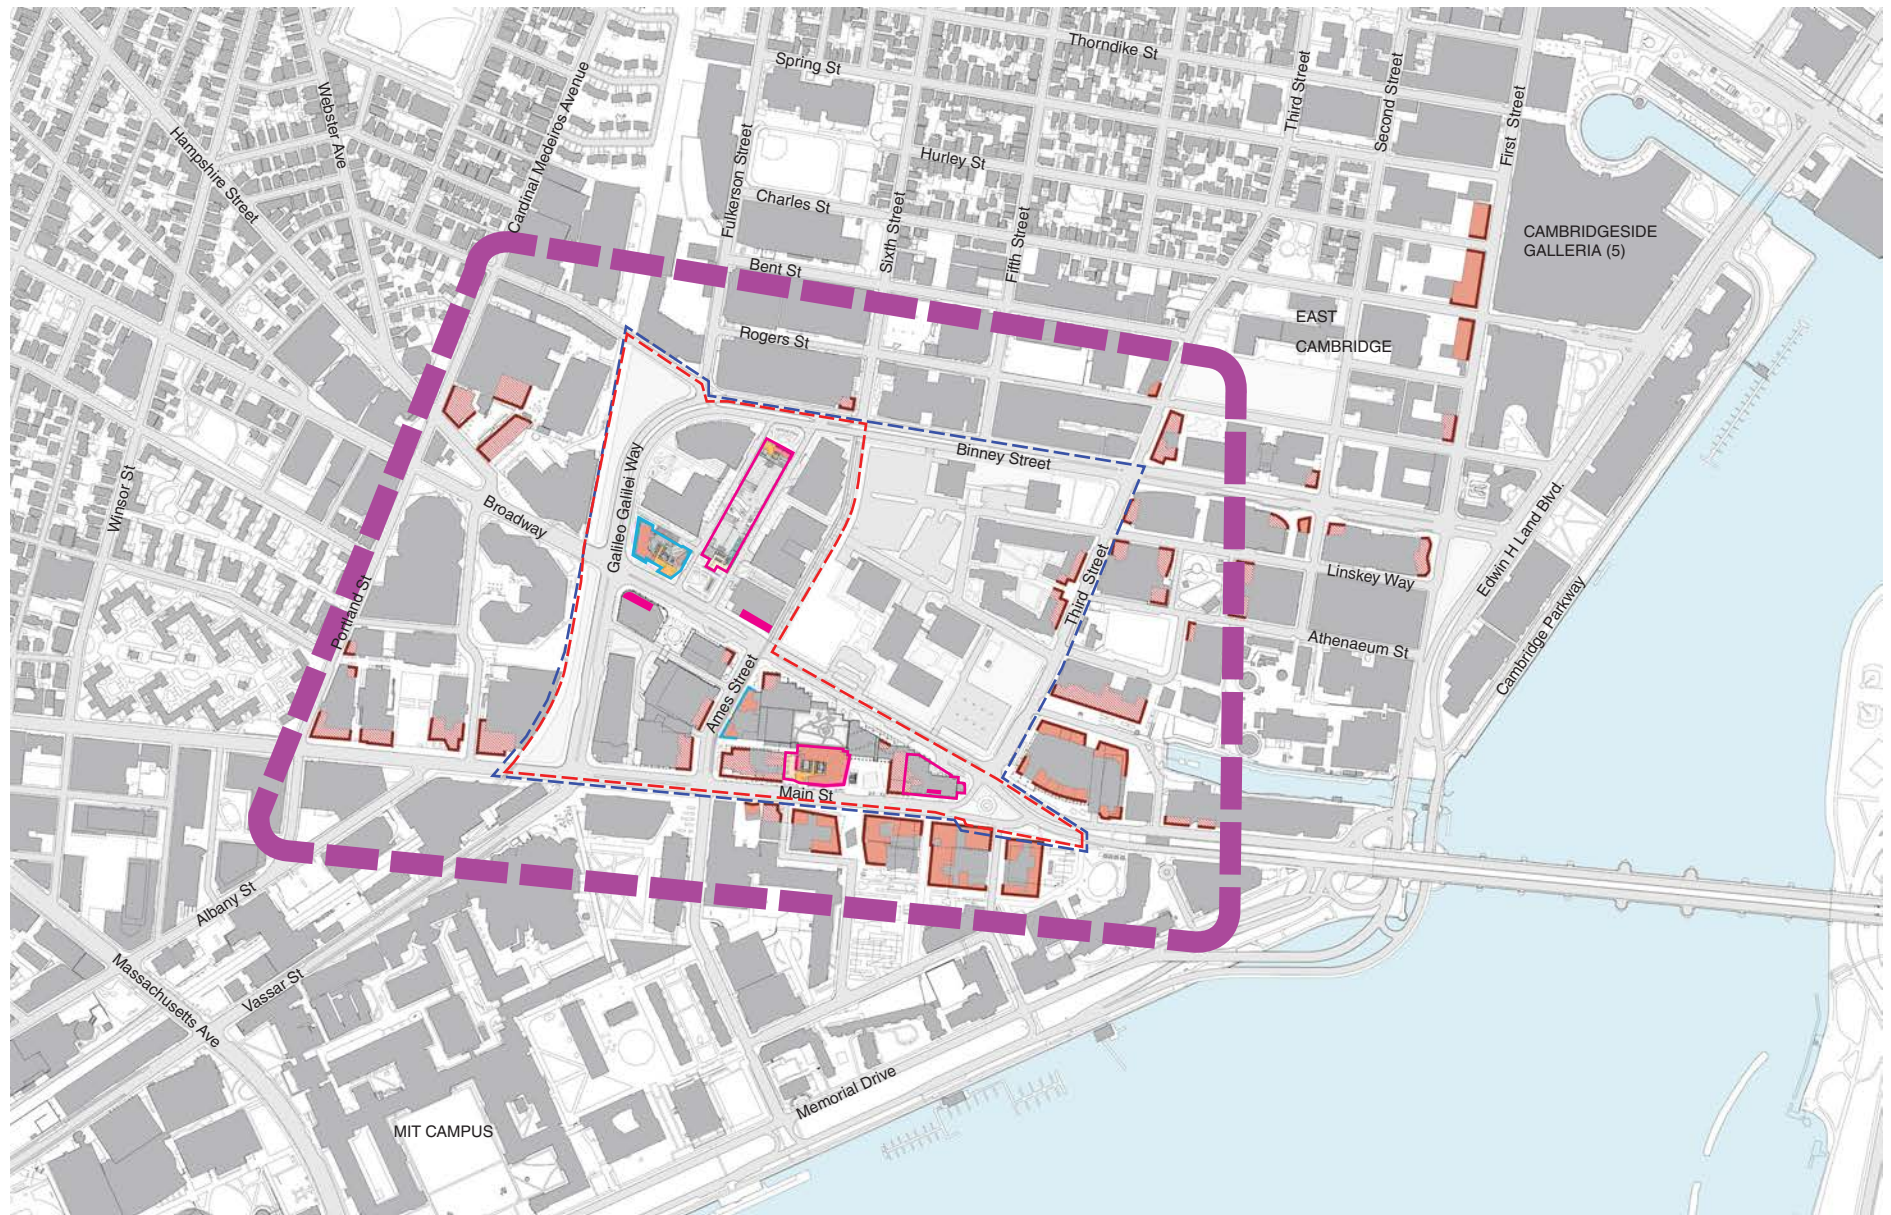 Thorndike St
Spring St
Third Street
Second Street
First Street
Webster Ave
Cardinal Medeiros Avenue
Hampshire Street
Fulkerson Street
Hurley St
Charles St
Sixth Street
Fifth Street
CAMBRIDGESIDE
GALLERIA (5)
Bent St
EAST
CAMBRIDGE
Rogers St
Binney Street
Winsor St
Broadway
Galileo Galilei Way
Edwin H Land Blvd.
Linskey Way
Third Street
Portland St
Athenaeum St
Cambridge Parkway
Ames Street
Main St
Albany St
Massachusetts Ave
Vassar St
Memorial Drive
MIT CAMPUS